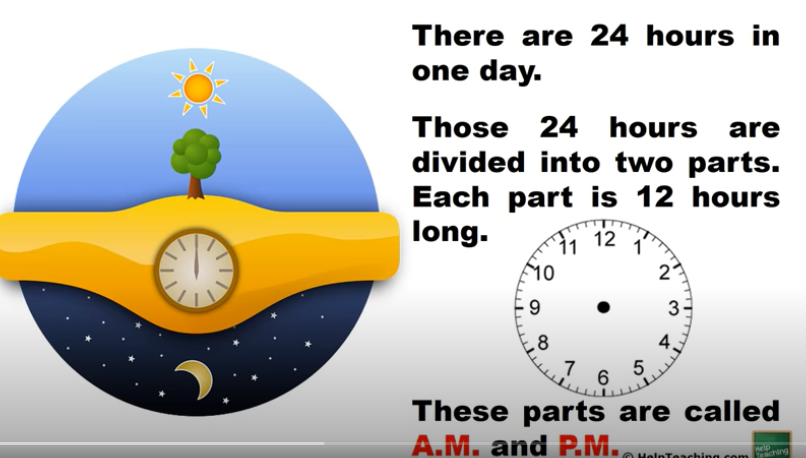 There are 24 hours in
one day.
Those 24 hours are
divided into two parts.
Each part is 12 hours
long.
12
1
2
3
4
5
6
7
8
9
10
11
These parts are called
A.M. and P.M.
© HelpTeaching.com
Help
Teaching